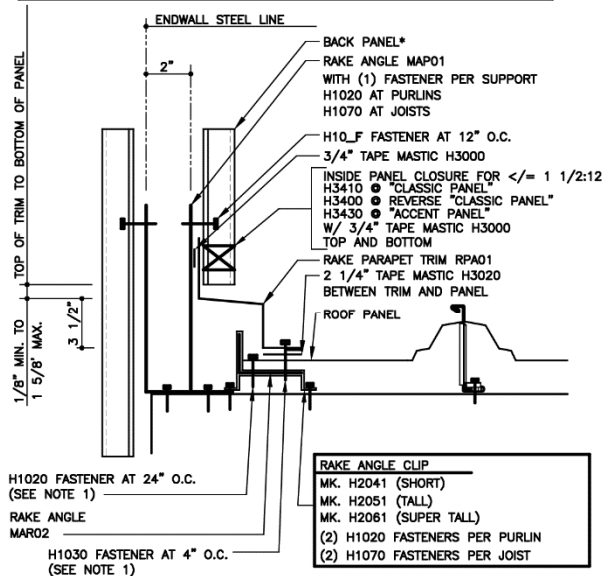 ENDWALL STEEL LINE
2"
BACK PANEL*
RAKE ANGLE MAP01
WITH (1) FASTENER PER SUPPORT
H1020 AT PURLINS
H1070 AT JOISTS
H10_F FASTENER AT 12" O.C.
3/4" TAPE MASTIC H3000
INSIDE PANEL CLOSURE FOR </= 1 1/2:12
H3410 @ "CLASSIC PANEL"
H3400 @ REVERSE "CLASSIC PANEL"
H3430 @ "ACCENT PANEL"
W/ 3/4" TAPE MASTIC H3000
TOP AND BOTTOM
RAKE PARAPET TRIM RPA01
2 1/4" TAPE MASTIC H3020
BETWEEN TRIM AND PANEL
ROOF PANEL
TOP OF TRIM TO BOTTOM OF PANEL
1/8" MIN. TO
1 5/8' MAX.
3 1/2"
H1020 FASTENER AT 24" O.C.
(SEE NOTE 1)
RAKE ANGLE
MAR02
H1030 FASTENER AT 4" O.C.
(SEE NOTE 1)
RAKE ANGLE CLIP
MK. H2041 (SHORT)
MK. H2051 (TALL)
MK. H2061 (SUPER TALL)
(2) H1020 FASTENERS PER PURLIN
(2) H1070 FASTENERS PER JOIST